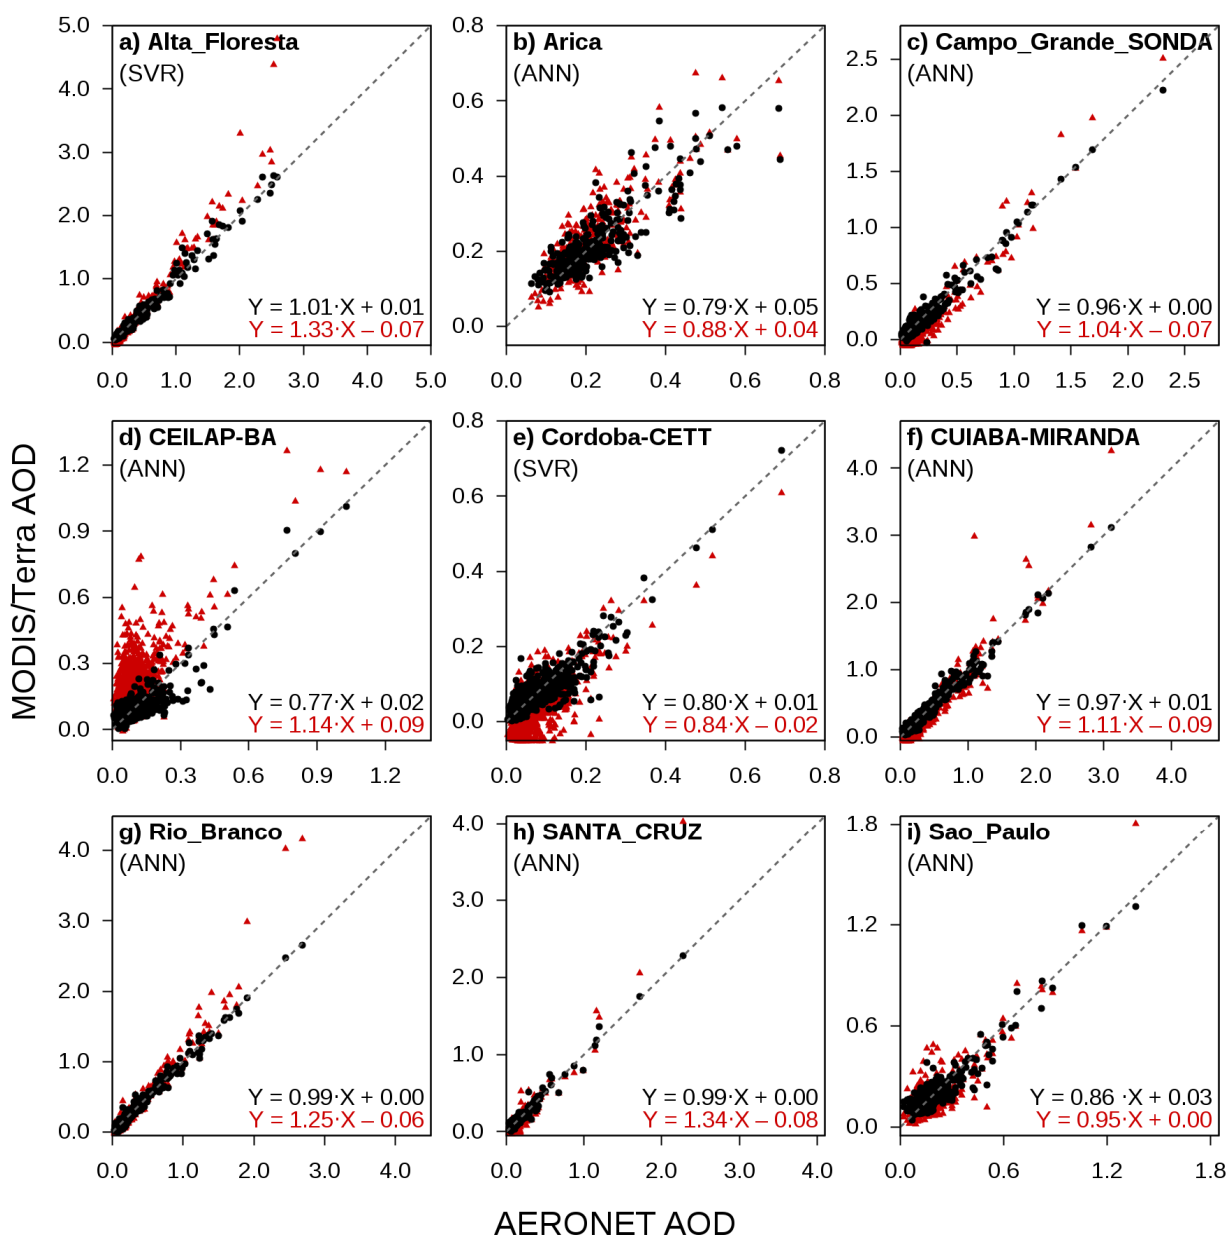 MODIS/Terra AOD
a) Alta_Floresta
(SVR)
5.0
4.0
3.0
2.0
1.0
0.0
Y = 1.01·X + 0.01
Y = 1.33·X – 0.07
0.0 1.0 2.0 3.0 4.0 5.0
b) Arica
(ANN)
0.8
0.6
0.4
0.2
0.0
Y = 0.79·X + 0.05
Y = 0.88·X + 0.04
0.0 0.2 0.4 0.6 0.8
c) Campo_Grande_SONDA
(ANN)
2.5
2.0
1.5
1.0
0.5
0.0
Y = 0.96·X + 0.00
Y = 1.04·X – 0.07
0.0 0.5 1.0 1.5 2.0 2.5
d) CEILAP-BA
(ANN)
1.2
0.9
0.6
0.3
0.0
Y = 0.77·X + 0.02
Y = 1.14·X + 0.09
0.0 0.3 0.6 0.9 1.2
e) Cordoba-CETT
(SVR)
0.8
0.6
0.4
0.2
0.0
Y = 0.80·X + 0.01
Y = 0.84·X – 0.02
0.0 0.2 0.4 0.6 0.8
f) CUIABA-MIRANDA
(ANN)
4.0
3.0
2.0
1.0
0.0
Y = 0.97·X + 0.01
Y = 1.11·X – 0.09
0.0 1.0 2.0 3.0 4.0
g) Rio_Branco
(ANN)
4.0
3.0
2.0
1.0
0.0
Y = 0.99·X + 0.00
Y = 1.25·X – 0.06
0.0 1.0 2.0 3.0 4.0
h) SANTA_CRUZ
(ANN)
4.0
3.0
2.0
1.0
0.0
Y = 0.99·X + 0.00
Y = 1.34·X – 0.08
0.0 1.0 2.0 3.0 4.0
i) Sao_Paulo
(ANN)
1.8
1.2
0.6
0.0
Y = 0.86 ·X + 0.03
Y = 0.95·X + 0.00
0.0 0.6 1.2 1.8
AERONET AOD